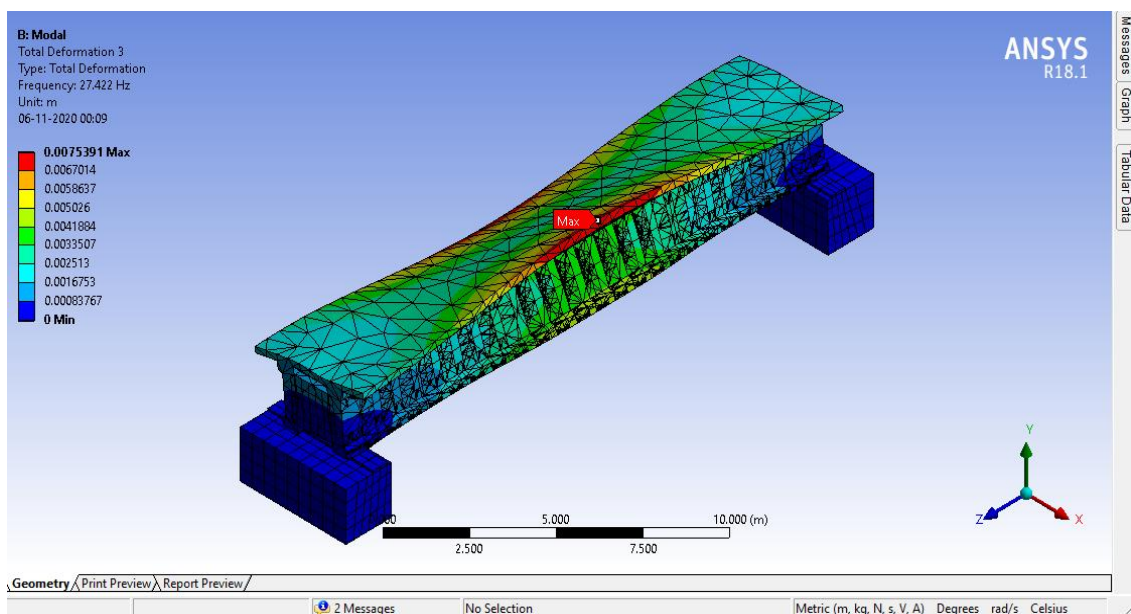 B: Modal
Total Deformation 3
Type: Total Deformation
Frequency: 27.422 Hz
Unit: m
06-11-2020 00:09
0.0075391 Max
0.0067014
0.0058637
0.005026
0.0041884
0.0033507
0.002513
0.0016753
0.00083767
0 Min
ANSYS
R18.1
Messages
Graph
Tabular Data
Max
Y
Z
X
5.000
10.000 (m)
2.500
7.500
Geometry
Print Preview
Report Preview
2 Messages
No Selection
Metric (m, kg, N, s, V, A) Degrees rad/s Celsius